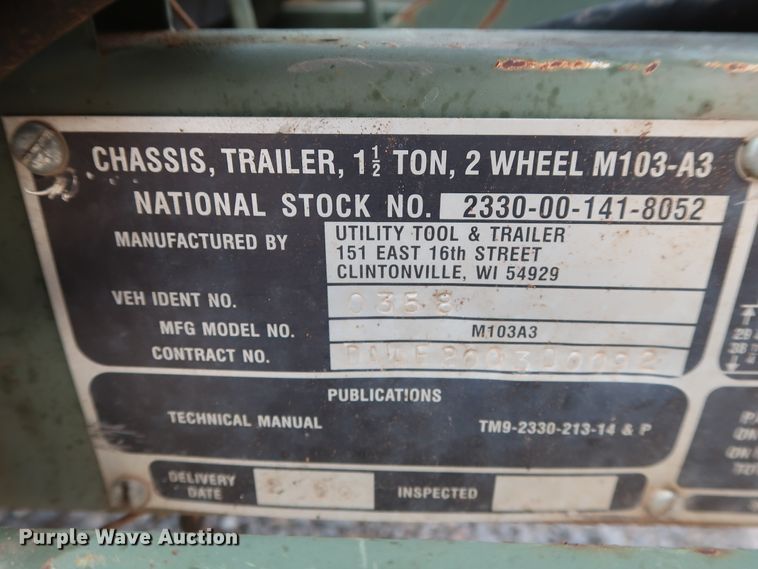 CHASSIS, TRAILER, 1½ TON, 2 WHEEL M103-A3
NATIONAL STOCK NO. 2330-00-141-8052
MANUFACTURED BY UTILITY TOOL & TRAILER
151 EAST 16th STREET
CLINTONVILLE, WI 54929
VEH IDENT NO. 0358
MFG MODEL NO. M103A3
CONTRACT NO.
PUBLICATIONS
TECHNICAL MANUAL TM9-2330-213-14 & P
DELIVERY DATE
INSPECTED
Purple Wave Auction